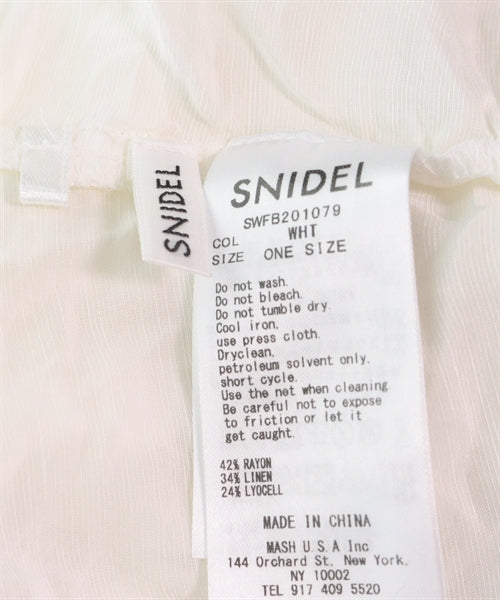 SNIDEL
SNIDEL
SWFB201079
COL WHT
SIZE ONE SIZE
Do not wash.
Do not bleach.
Do not tumble dry.
Cool iron,
use press cloth.
Dryclean,
petroleum solvent only.
short cycle.
Use the net when cleaning
Be careful not to expose
to friction or let it
get caught.
42% RAYON
34% LINEN
24% LYOCELL
MADE IN CHINA
MASH U.S.A Inc
144 Orchard St, New York,
NY 10002
TEL 917 409 5520